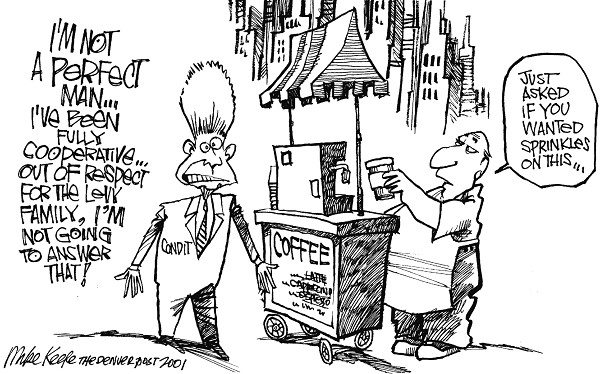 I'M NOT
A PERFECT
MAN...
I'VE BEEN
FULLY
COOPERATIVE...
OUT OF RESPECT
FOR THE LEVY
FAMILY, I'M
NOT GOING
TO ANSWER
THAT!
CONDIT
COFFEE
LATTE
JUST
ASKED
IF YOU
WANTED
SPRINKLES
ON THIS...
Mike Keefe THE DENVER POST 2001